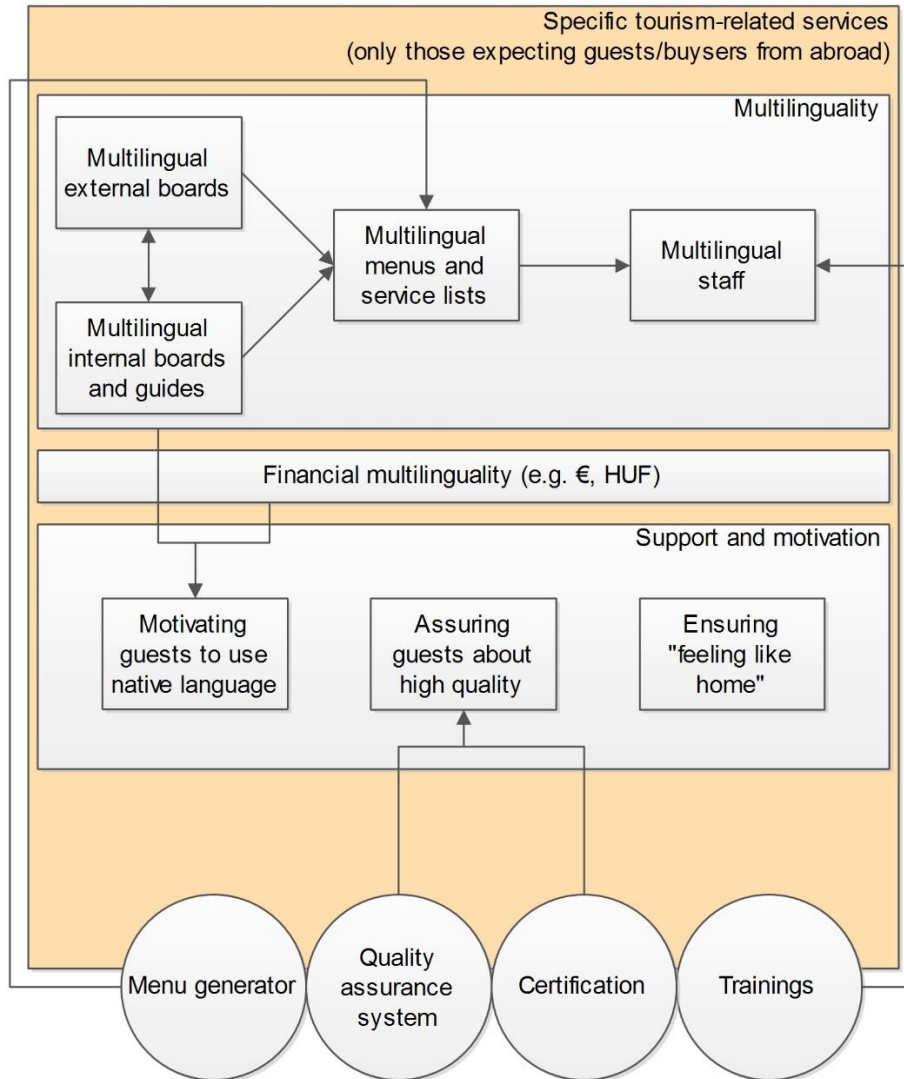 Specific tourism-related services
(only those expecting guests/buysers from abroad)
Multilinguality
Multilingual
external boards
Multilingual
internal boards
and guides
Multilingual
menus and
service lists
Multilingual
staff
Financial multilinguality (e.g. €, HUF)
Support and motivation
Motivating
guests to use
native language
Assuring
guests about
high quality
Ensuring
"feeling like
home"
Menu generator
Quality
assurance
system
Certification
Trainings